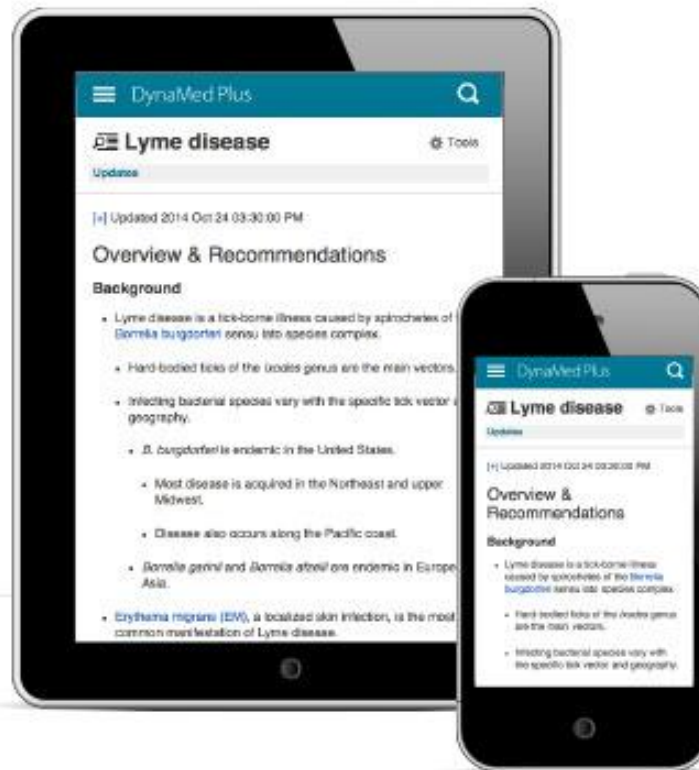 DynaMed Plus
Lyme disease
Tools
Updates
[+] Updated 2014 Oct 24 03:30:00 PM
Overview & Recommendations
Background
• Lyme disease is a tick-borne illness caused by spirochetes of
Borrelia burgdorferi sensu lato species complex.
• Hard-bodied ticks of the Ixodes genus are the main vectors.
• Infecting bacterial species vary with the specific tick vector
geography.
• B. burgdorferi is endemic in the United States.
• Most disease is acquired in the Northeast and upper
Midwest.
• Disease also occurs along the Pacific coast.
• Borrelia garinii and Borrelia afzelii are endemic in Europe
Asia.
• Erythema migrans (EM), a localized skin infection, is the most
common manifestation of Lyme disease.
DynaMed Plus
Lyme disease
Tools
Updates
[+] Updated 2014 Oct 24 PM
Overview &
Recommendations
Background
• Lyme disease is a tick-borne illness
caused by spirochetes of the Borrelia
burgdorferi sensu lato species complex
• Hard-bodied ticks of the Ixodes genus
are the main vectors.
• Infecting bacterial species vary with
the specific tick vector and geography.